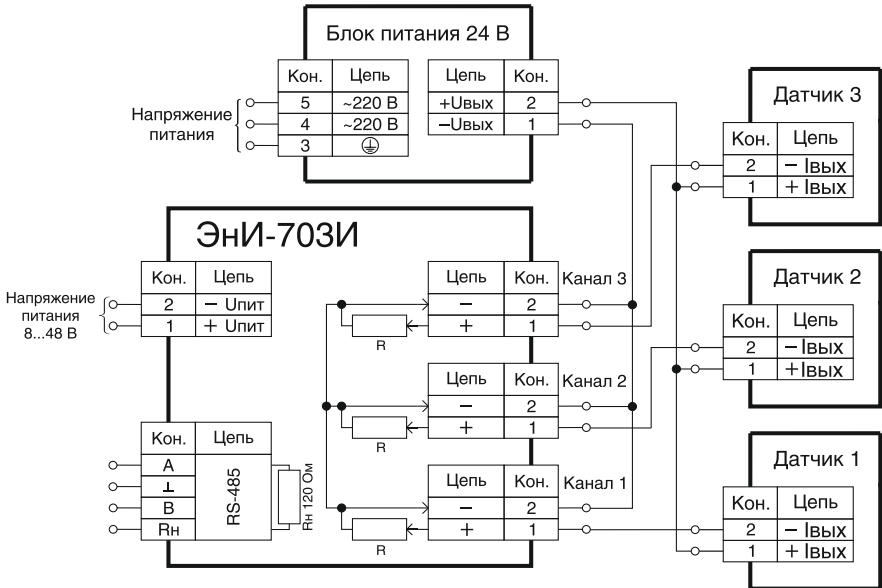 Блок питания 24 В
Кон. Цепь Цепь Кон.
5 ~220 В +Uвых 2
4 ~220 В −Uвых 1
3
Напряжение
питания
Датчик 3
Кон. Цепь
2 − Iвых
1 + Iвых
ЭнИ-703И
Кон. Цепь
2 − Uпит
1 + Uпит
Напряжение
питания
8...48 В
Цепь Кон. Канал 3
− 2
+ 1
R
Датчик 2
Кон. Цепь
2 − Iвых
1 + Iвых
Цепь Кон. Канал 2
− 2
+ 1
R
Кон. Цепь
A
⊥
B
Rн
RS-485
Rн 120 Ом
Цепь Кон. Канал 1
− 2
+ 1
R
Датчик 1
Кон. Цепь
2 − Iвых
1 + Iвых